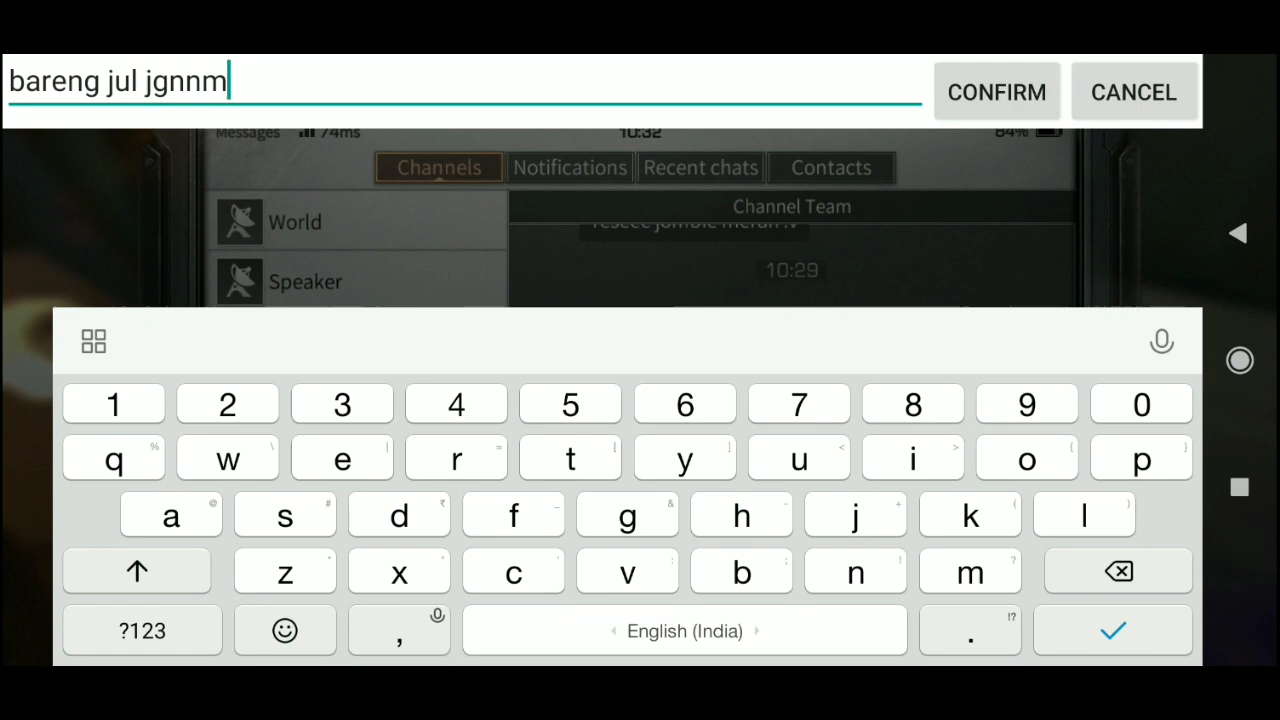 bareng jul jgnnm
CONFIRM
CANCEL
Messages 74ms
10:32
84%
Channels
Notifications
Recent chats
Contacts
World
Channel Team
10:29
Speaker
1 2 3 4 5 6 7 8 9 0
q % w \ e | r = t [ y ] u < i > o { p }
a @ s # d ₹ f _ g & h - j + k ( l )
z x c v : b ; n ! m ?
?123 , English (India) . !?